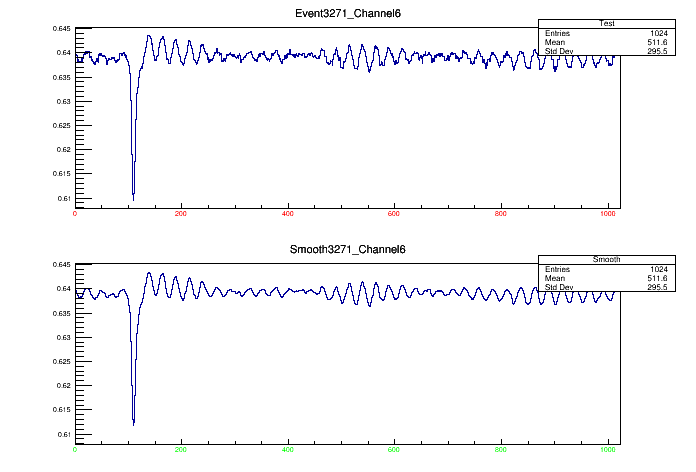 Event3271_Channel6
Test
Entries 1024
Mean 511.6
Std Dev 295.5
0.645
0.64
0.635
0.63
0.625
0.62
0.615
0.61
0 200 400 600 800 1000
Smooth3271_Channel6
Smooth
Entries 1024
Mean 511.6
Std Dev 295.5
0.645
0.64
0.635
0.63
0.625
0.62
0.615
0.61
0 200 400 600 800 1000